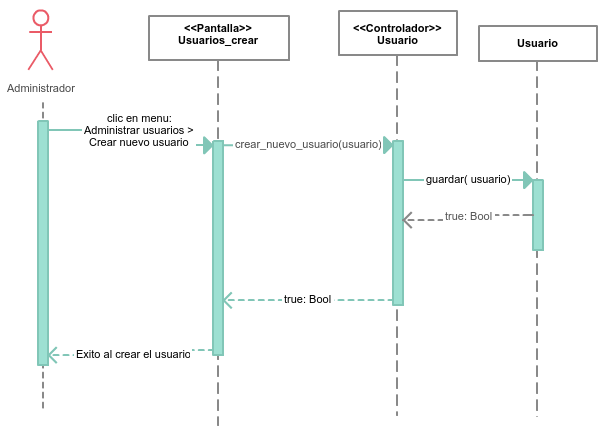 <<Pantalla>>
Usuarios_crear
<<Controlador>>
Usuario
Usuario
Administrador
clic en menu:
Administrar usuarios >
Crear nuevo usuario
crear_nuevo_usuario(usuario)
guardar( usuario)
true: Bool
true: Bool
Exito al crear el usuario